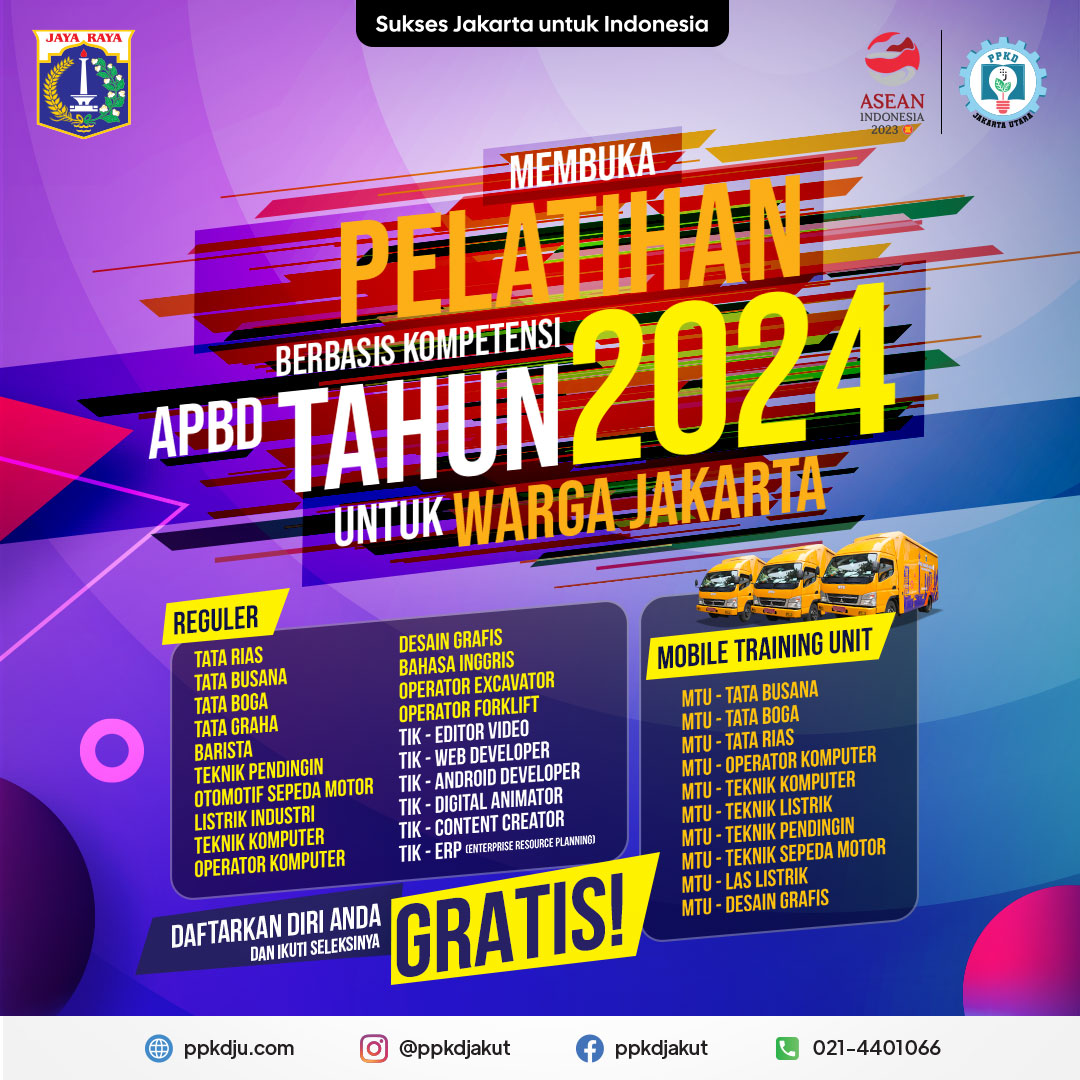 Sukses Jakarta untuk Indonesia
JAYA RAYA
ASEAN
INDONESIA
2023
PPKD
JAKARTA UTARA
MEMBUKA
PELATIHAN
BERBASIS KOMPETENSI
APBD TAHUN 2024
UNTUK WARGA JAKARTA
REGULER
TATA RIAS
TATA BUSANA
TATA BOGA
TATA GRAHA
BARISTA
TEKNIK PENDINGIN
OTOMOTIF SEPEDA MOTOR
LISTRIK INDUSTRI
TEKNIK KOMPUTER
OPERATOR KOMPUTER
DESAIN GRAFIS
BAHASA INGGRIS
OPERATOR EXCAVATOR
OPERATOR FORKLIFT
TIK - EDITOR VIDEO
TIK - WEB DEVELOPER
TIK - ANDROID DEVELOPER
TIK - DIGITAL ANIMATOR
TIK - CONTENT CREATOR
TIK - ERP (ENTERPRISE RESOURCE PLANNING)
MOBILE TRAINING UNIT
MTU - TATA BUSANA
MTU - TATA BOGA
MTU - TATA RIAS
MTU - OPERATOR KOMPUTER
MTU - TEKNIK KOMPUTER
MTU - TEKNIK LISTRIK
MTU - TEKNIK PENDINGIN
MTU - TEKNIK SEPEDA MOTOR
MTU - LAS LISTRIK
MTU - DESAIN GRAFIS
DAFTARKAN DIRI ANDA
DAN IKUTI SELEKSINYA
GRATIS!
ppkdju.com
@ppkdjakut
ppkdjakut
021-4401066